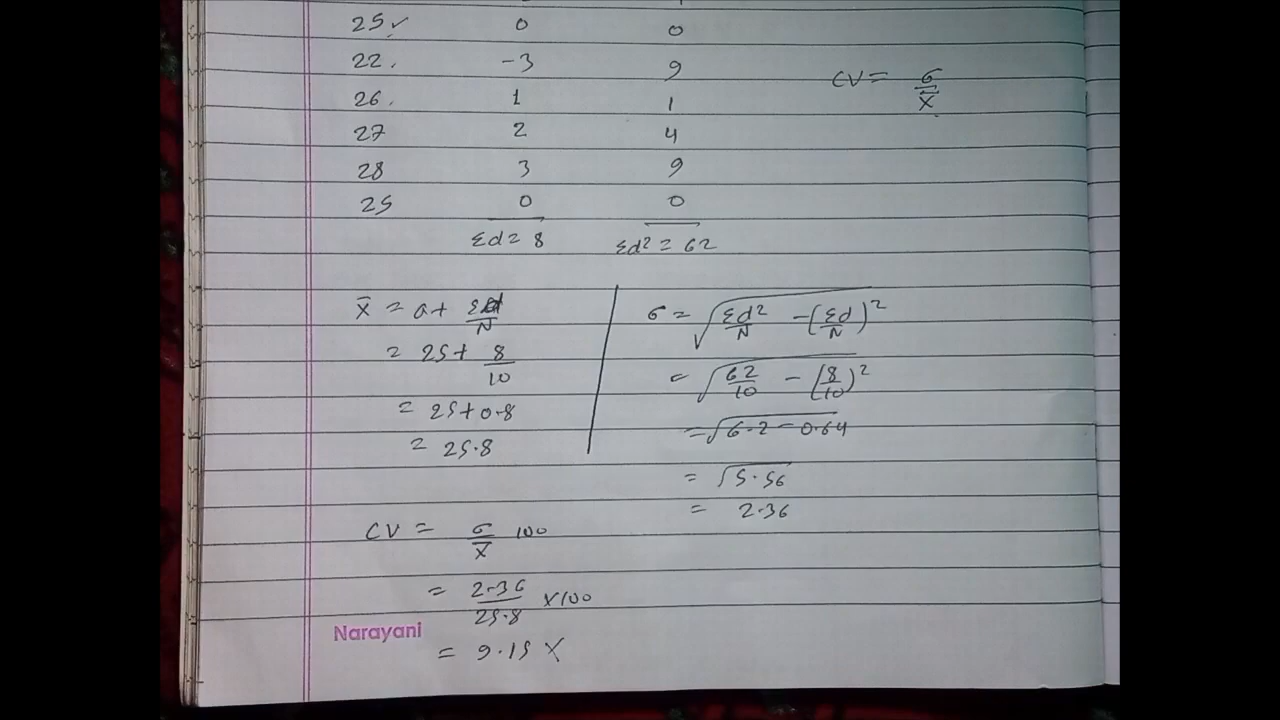 25✓ 0 0
22. -3 9
CV = σ/x̄
26. 1 1
27 2 4
28 3 9
25 0 0
Σd = 8 Σd² = 62
x̄ = a + Σd/N
σ = √(Σd²/N - (Σd/N)²)
= 25 + 8/10
= √(62/10 - (8/10)²)
= 25 + 0.8
= √(6.2 - 0.64)
= 25.8
= √5.56
= 2.36
CV = σ/x̄ 100
= 2.36/25.8 × 100
Narayani
= 9.15 %